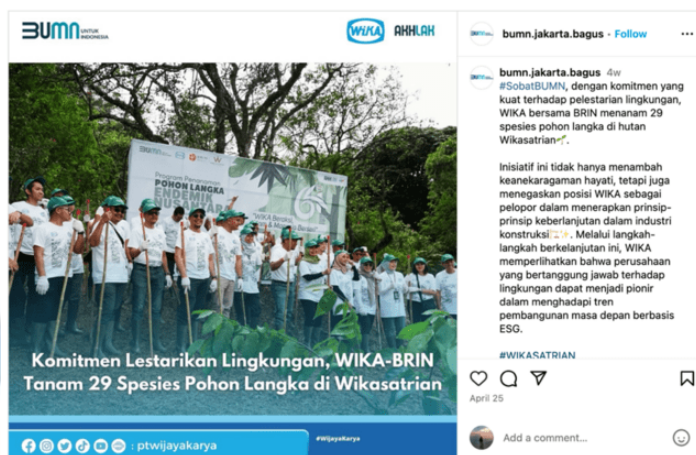 BUMN UNTUK INDONESIA
WIKA
AKHLAK
Program Penanaman
POHON LANGKA
ENDEMIK
NUSANTARA
Komitmen Lestarikan Lingkungan, WIKA-BRIN
Tanam 29 Spesies Pohon Langka di Wikasatrian
: ptwijayakarya
#WijayaKarya
bumn.jakarta.bagus · Follow
bumn.jakarta.bagus 4w
#SobatBUMN, dengan komitmen yang
kuat terhadap pelestarian lingkungan,
WIKA bersama BRIN menanam 29
spesies pohon langka di hutan
Wikasatrian🌱.
Inisiatif ini tidak hanya menambah
keanekaragaman hayati, tetapi juga
menegaskan posisi WIKA sebagai
pelopor dalam menerapkan prinsip-
prinsip keberlanjutan dalam industri
konstruksi🏗️✨. Melalui langkah-
langkah berkelanjutan ini, WIKA
memperlihatkan bahwa perusahaan
yang bertanggung jawab terhadap
lingkungan dapat menjadi pionir
dalam menghadapi tren
pembangunan masa depan berbasis
ESG.
#WIKASATRIAN
April 25
Add a comment...